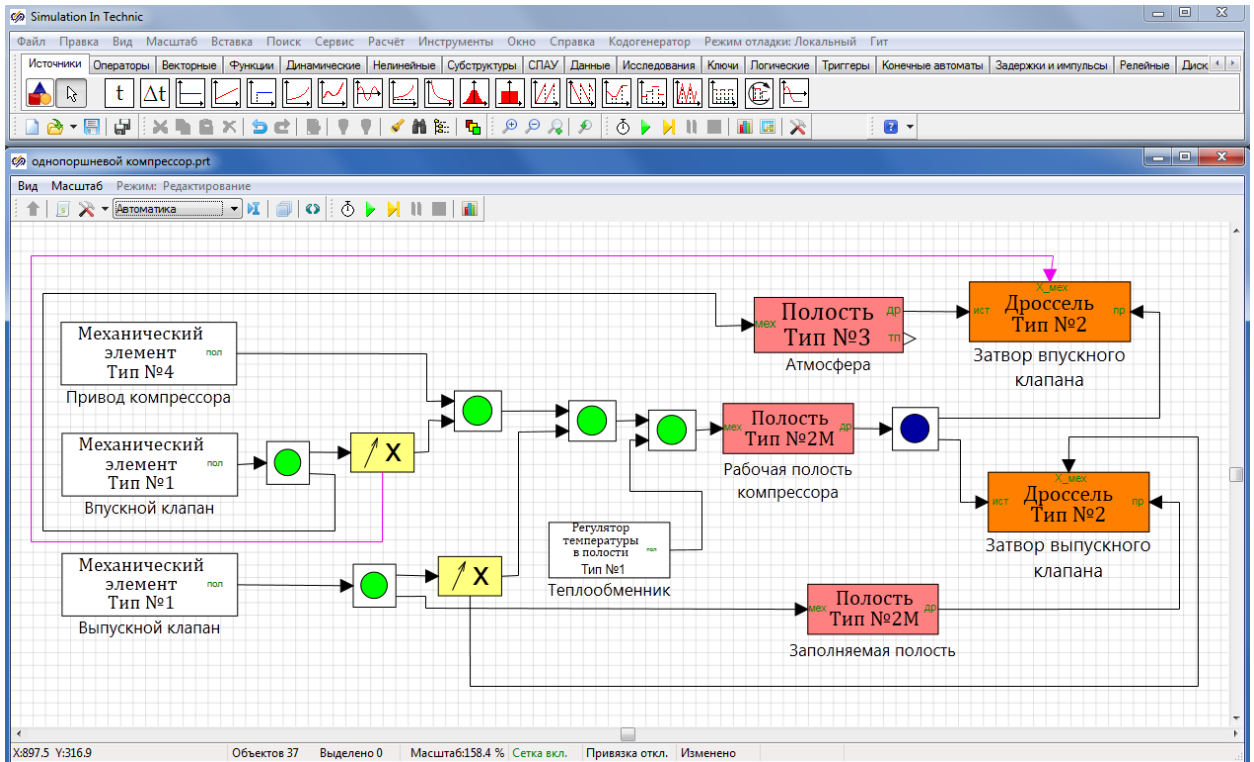 Simulation In Technic
Файл Правка Вид Масштаб Вставка Поиск Сервис Расчёт Инструменты Окно Справка Кодогенератор Режим отладки: Локальный Гит
Источники Операторы Векторные Функции Динамические Нелинейные Субструктуры СПАУ Данные Исследования Ключи Логические Триггеры Конечные автоматы Задержки и импульсы Релейные Диск
t Δt
однопоршневой компрессор.prt
Вид Масштаб Режим: Редактирование
Автоматика
X_мех
Полость
Тип №3
мех
др
тп
Атмосфера
ист
Дроссель
Тип №2
пр
Затвор впускного
клапана
Механический
элемент
Тип №4
пол
Привод компрессора
Механический
элемент
Тип №1
пол
Впускной клапан
X
мех
Полость
Тип №2М
др
Рабочая полость
компрессора
X_мех
ист
Дроссель
Тип №2
пр
Затвор выпускного
клапана
Регулятор
температуры
в полости
Тип №1
пол
Теплообменник
Механический
элемент
Тип №1
пол
Выпускной клапан
X
мех
Полость
Тип №2М
др
Заполняемая полость
X:897.5 Y:316.9 Объектов 37 Выделено 0 Масштаб:158.4 % Сетка вкл. Привязка откл. Изменено